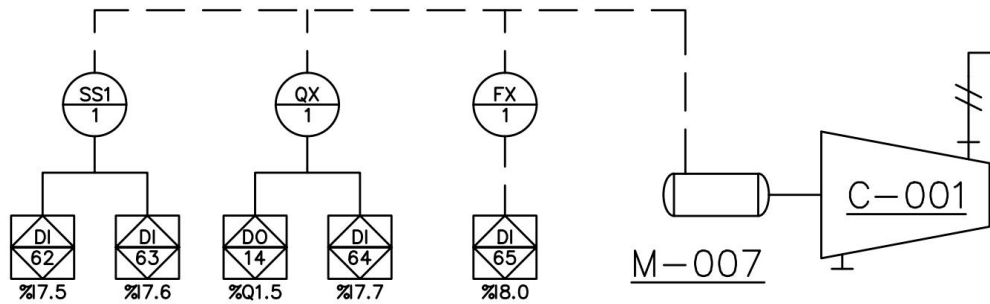 SS1
1
QX
1
FX
1
DI
62
DI
63
DO
14
DI
64
DI
65
%I7.5
%I7.6
%Q1.5
%I7.7
%I8.0
M-007
C-001